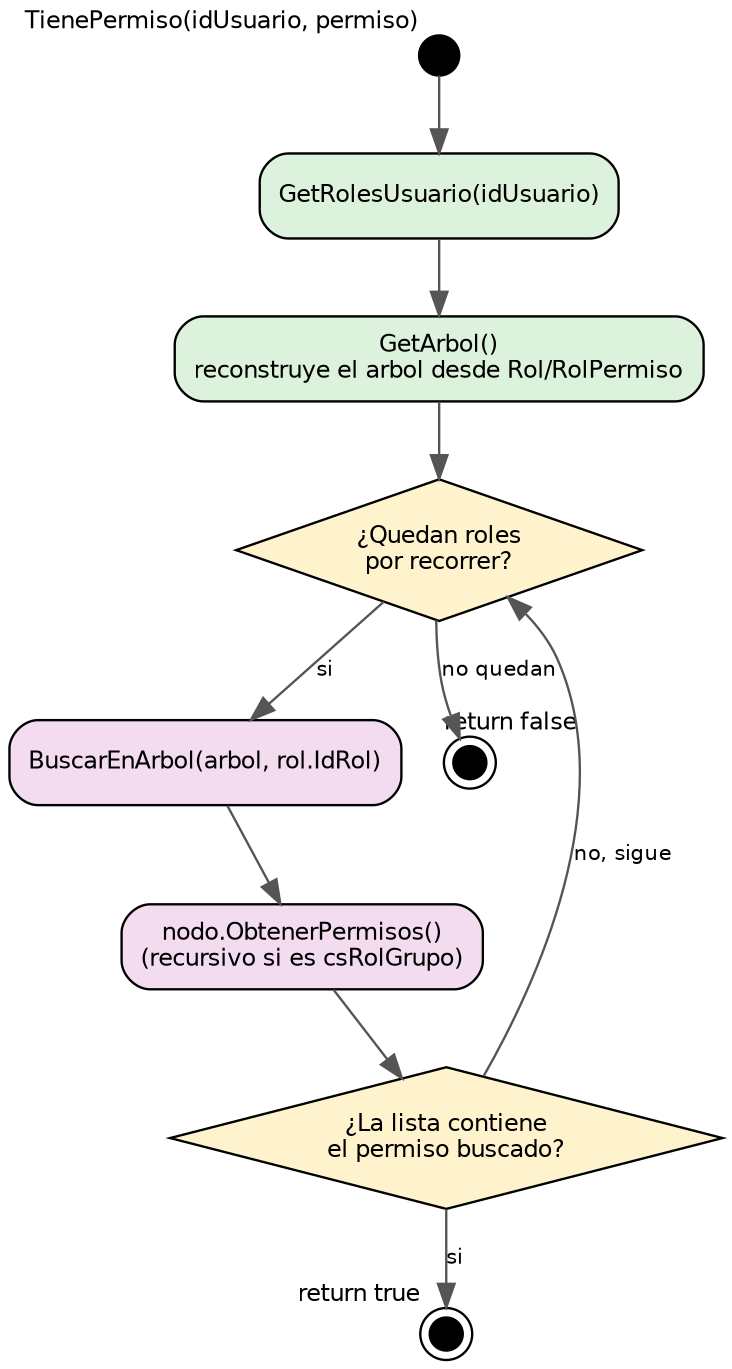 TienePermiso(idUsuario, permiso)
GetRolesUsuario(idUsuario)
GetArbol()
reconstruye el arbol desde Rol/RolPermiso
¿Quedan roles
por recorrer?
si
no quedan
return false
BuscarEnArbol(arbol, rol.IdRol)
no, sigue
nodo.ObtenerPermisos()
(recursivo si es csRolGrupo)
¿La lista contiene
el permiso buscado?
si
return true